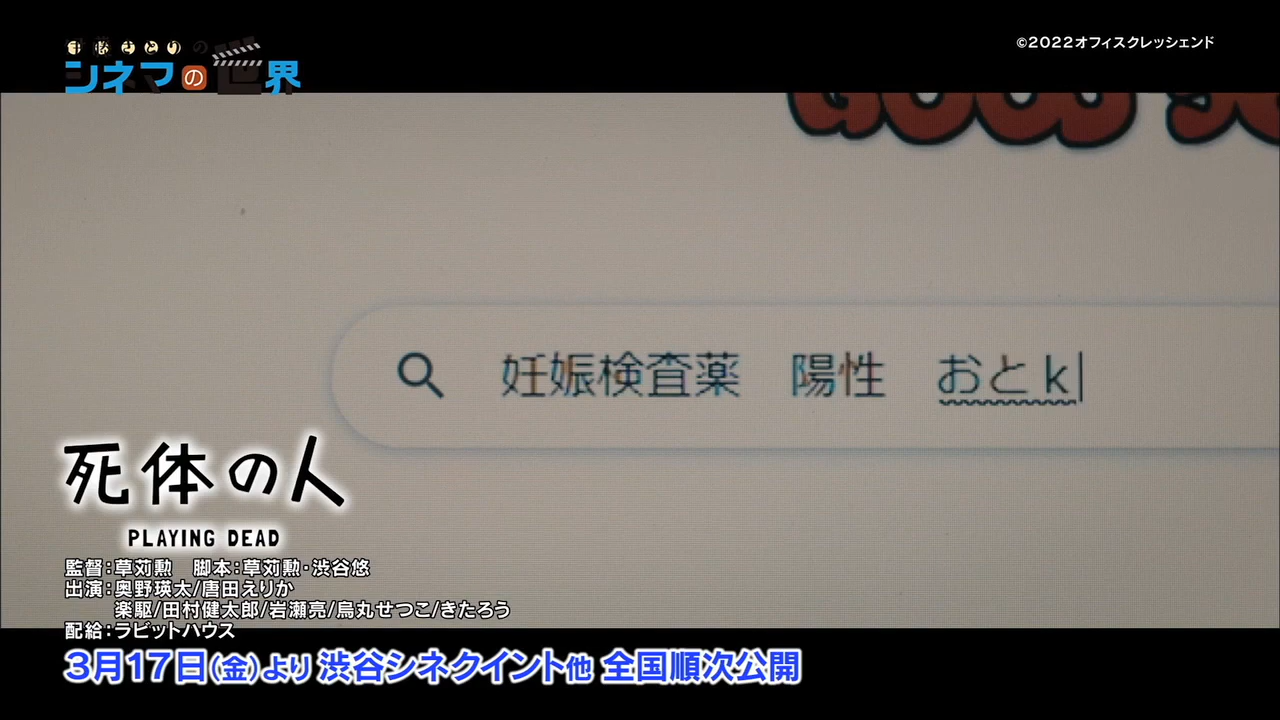 ©2022オフィスクレッシェンド
シネマの世界
妊娠検査薬 陽性 おとk
死体の人
PLAYING DEAD
監督:草苅勲 脚本:草苅勲・渋谷悠
出演:奥野瑛太/唐田えりか
楽駆/田村健太郎/岩瀬亮/烏丸せつこ/きたろう
配給:ラビットハウス
3月17日(金)より 渋谷シネクイント他 全国順次公開